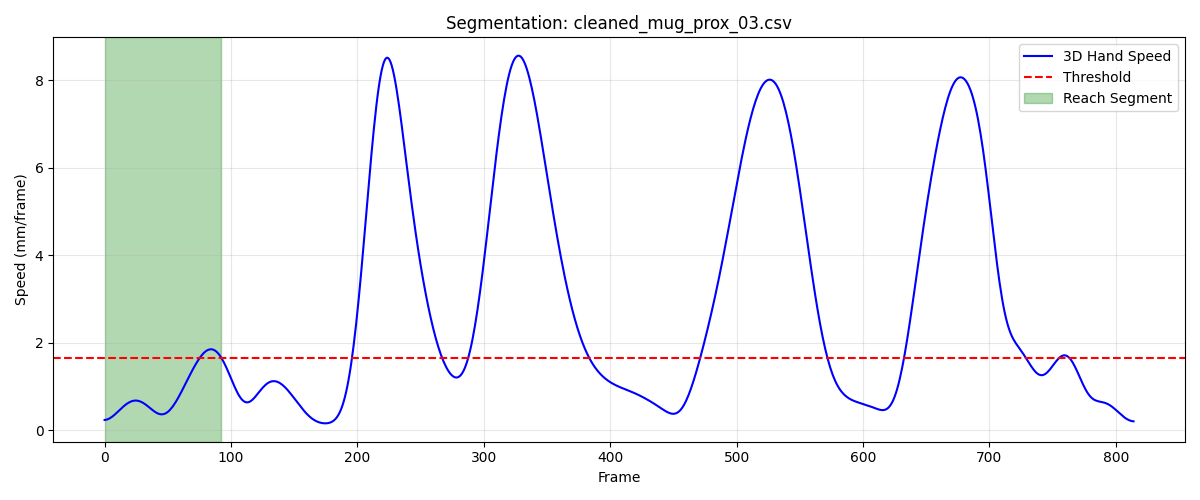 Segmentation: cleaned_mug_prox_03.csv
3D Hand Speed
Threshold
Reach Segment
Speed (mm/frame)
8
6
4
2
0
0 100 200 300 400 500 600 700 800
Frame